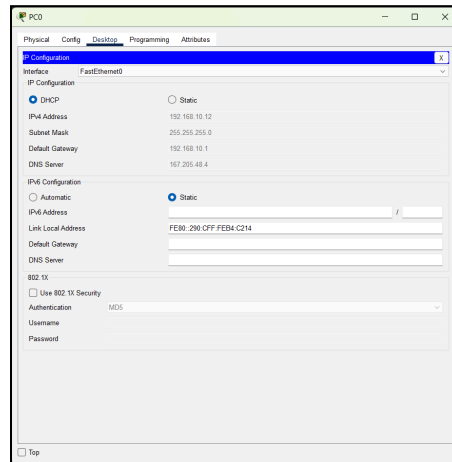 PC0
Physical Config Desktop Programming Attributes
IP Configuration X
Interface FastEthernet0
IP Configuration
DHCP Static
IPv4 Address 192.168.10.12
Subnet Mask 255.255.255.0
Default Gateway 192.168.10.1
DNS Server 167.205.48.4
IPv6 Configuration
Automatic Static
IPv6 Address /
Link Local Address FE80::290:CFF:FEB4:C214
Default Gateway
DNS Server
802.1X
Use 802.1X Security
Authentication MD5
Username
Password
Top